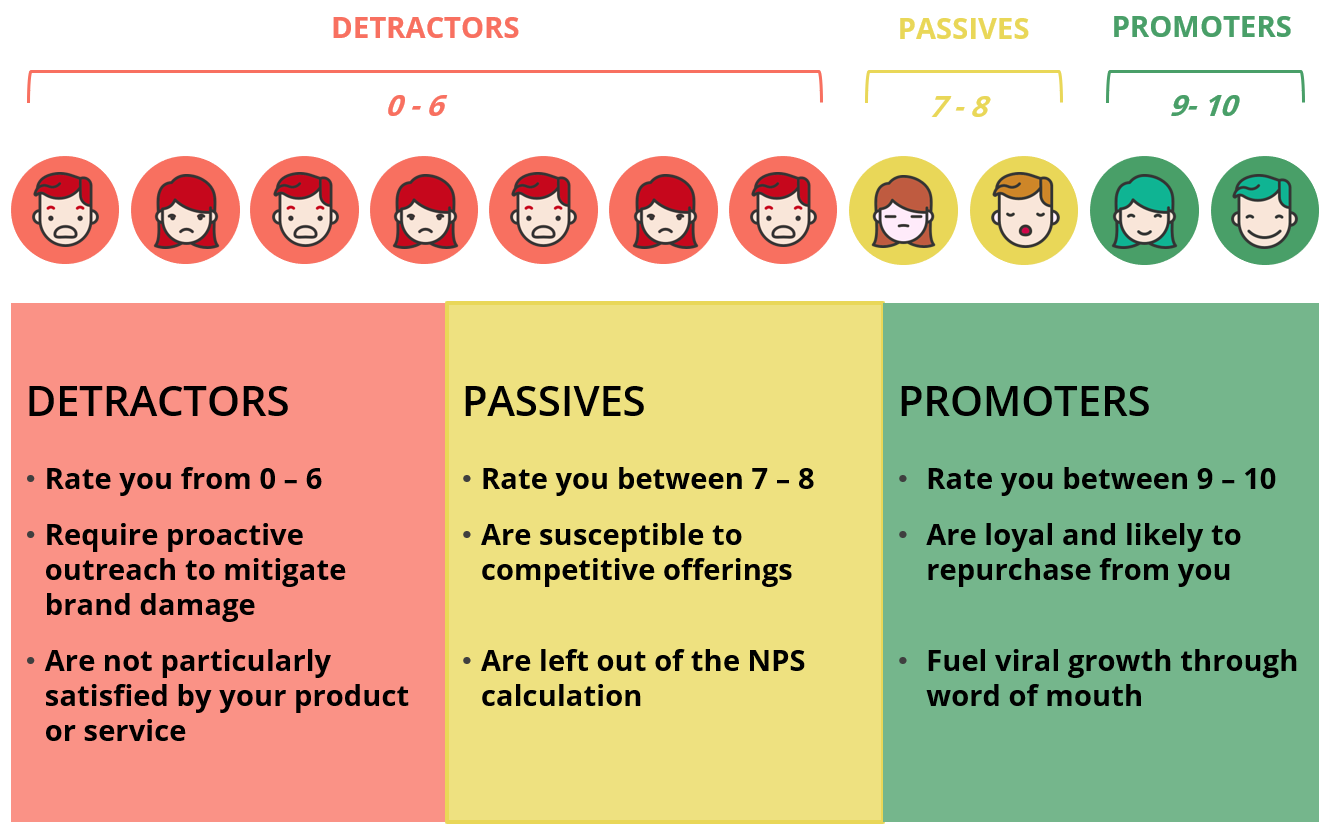 DETRACTORS
PASSIVES
PROMOTERS
0 - 6
7 - 8
9- 10
DETRACTORS
• Rate you from 0 – 6
• Require proactive
outreach to mitigate
brand damage
• Are not particularly
satisfied by your product
or service
PASSIVES
• Rate you between 7 – 8
• Are susceptible to
competitive offerings
• Are left out of the NPS
calculation
PROMOTERS
• Rate you between 9 – 10
• Are loyal and likely to
repurchase from you
• Fuel viral growth through
word of mouth